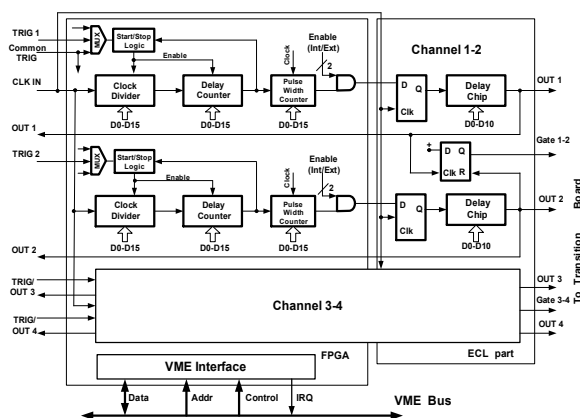 TRIG 1
Common
TRIG
CLK IN
MUX
Start/Stop
Logic
Enable
Clock
Enable
(Int/Ext)
2
Channel 1-2
Clock
Divider
Delay
Counter
Pulse
Width
Counter
D Q
Clk
Delay
Chip
OUT 1
D0-D15
D0-D15
D0-D15
D0-D10
OUT 1
TRIG 2
MUX
Start/Stop
Logic
Enable
Clock
Enable
(Int/Ext)
2
+
D Q
Clk R
Gate 1-2
Clock
Divider
Delay
Counter
Pulse
Width
Counter
D Q
Clk
Delay
Chip
OUT 2
D0-D15
D0-D15
D0-D15
D0-D10
OUT 2
To Transition Board
TRIG/
OUT 3
TRIG/
OUT 4
Channel 3-4
OUT 3
Gate 3-4
OUT 4
VME Interface
FPGA
ECL part
Data
Addr
Control
IRQ
VME Bus